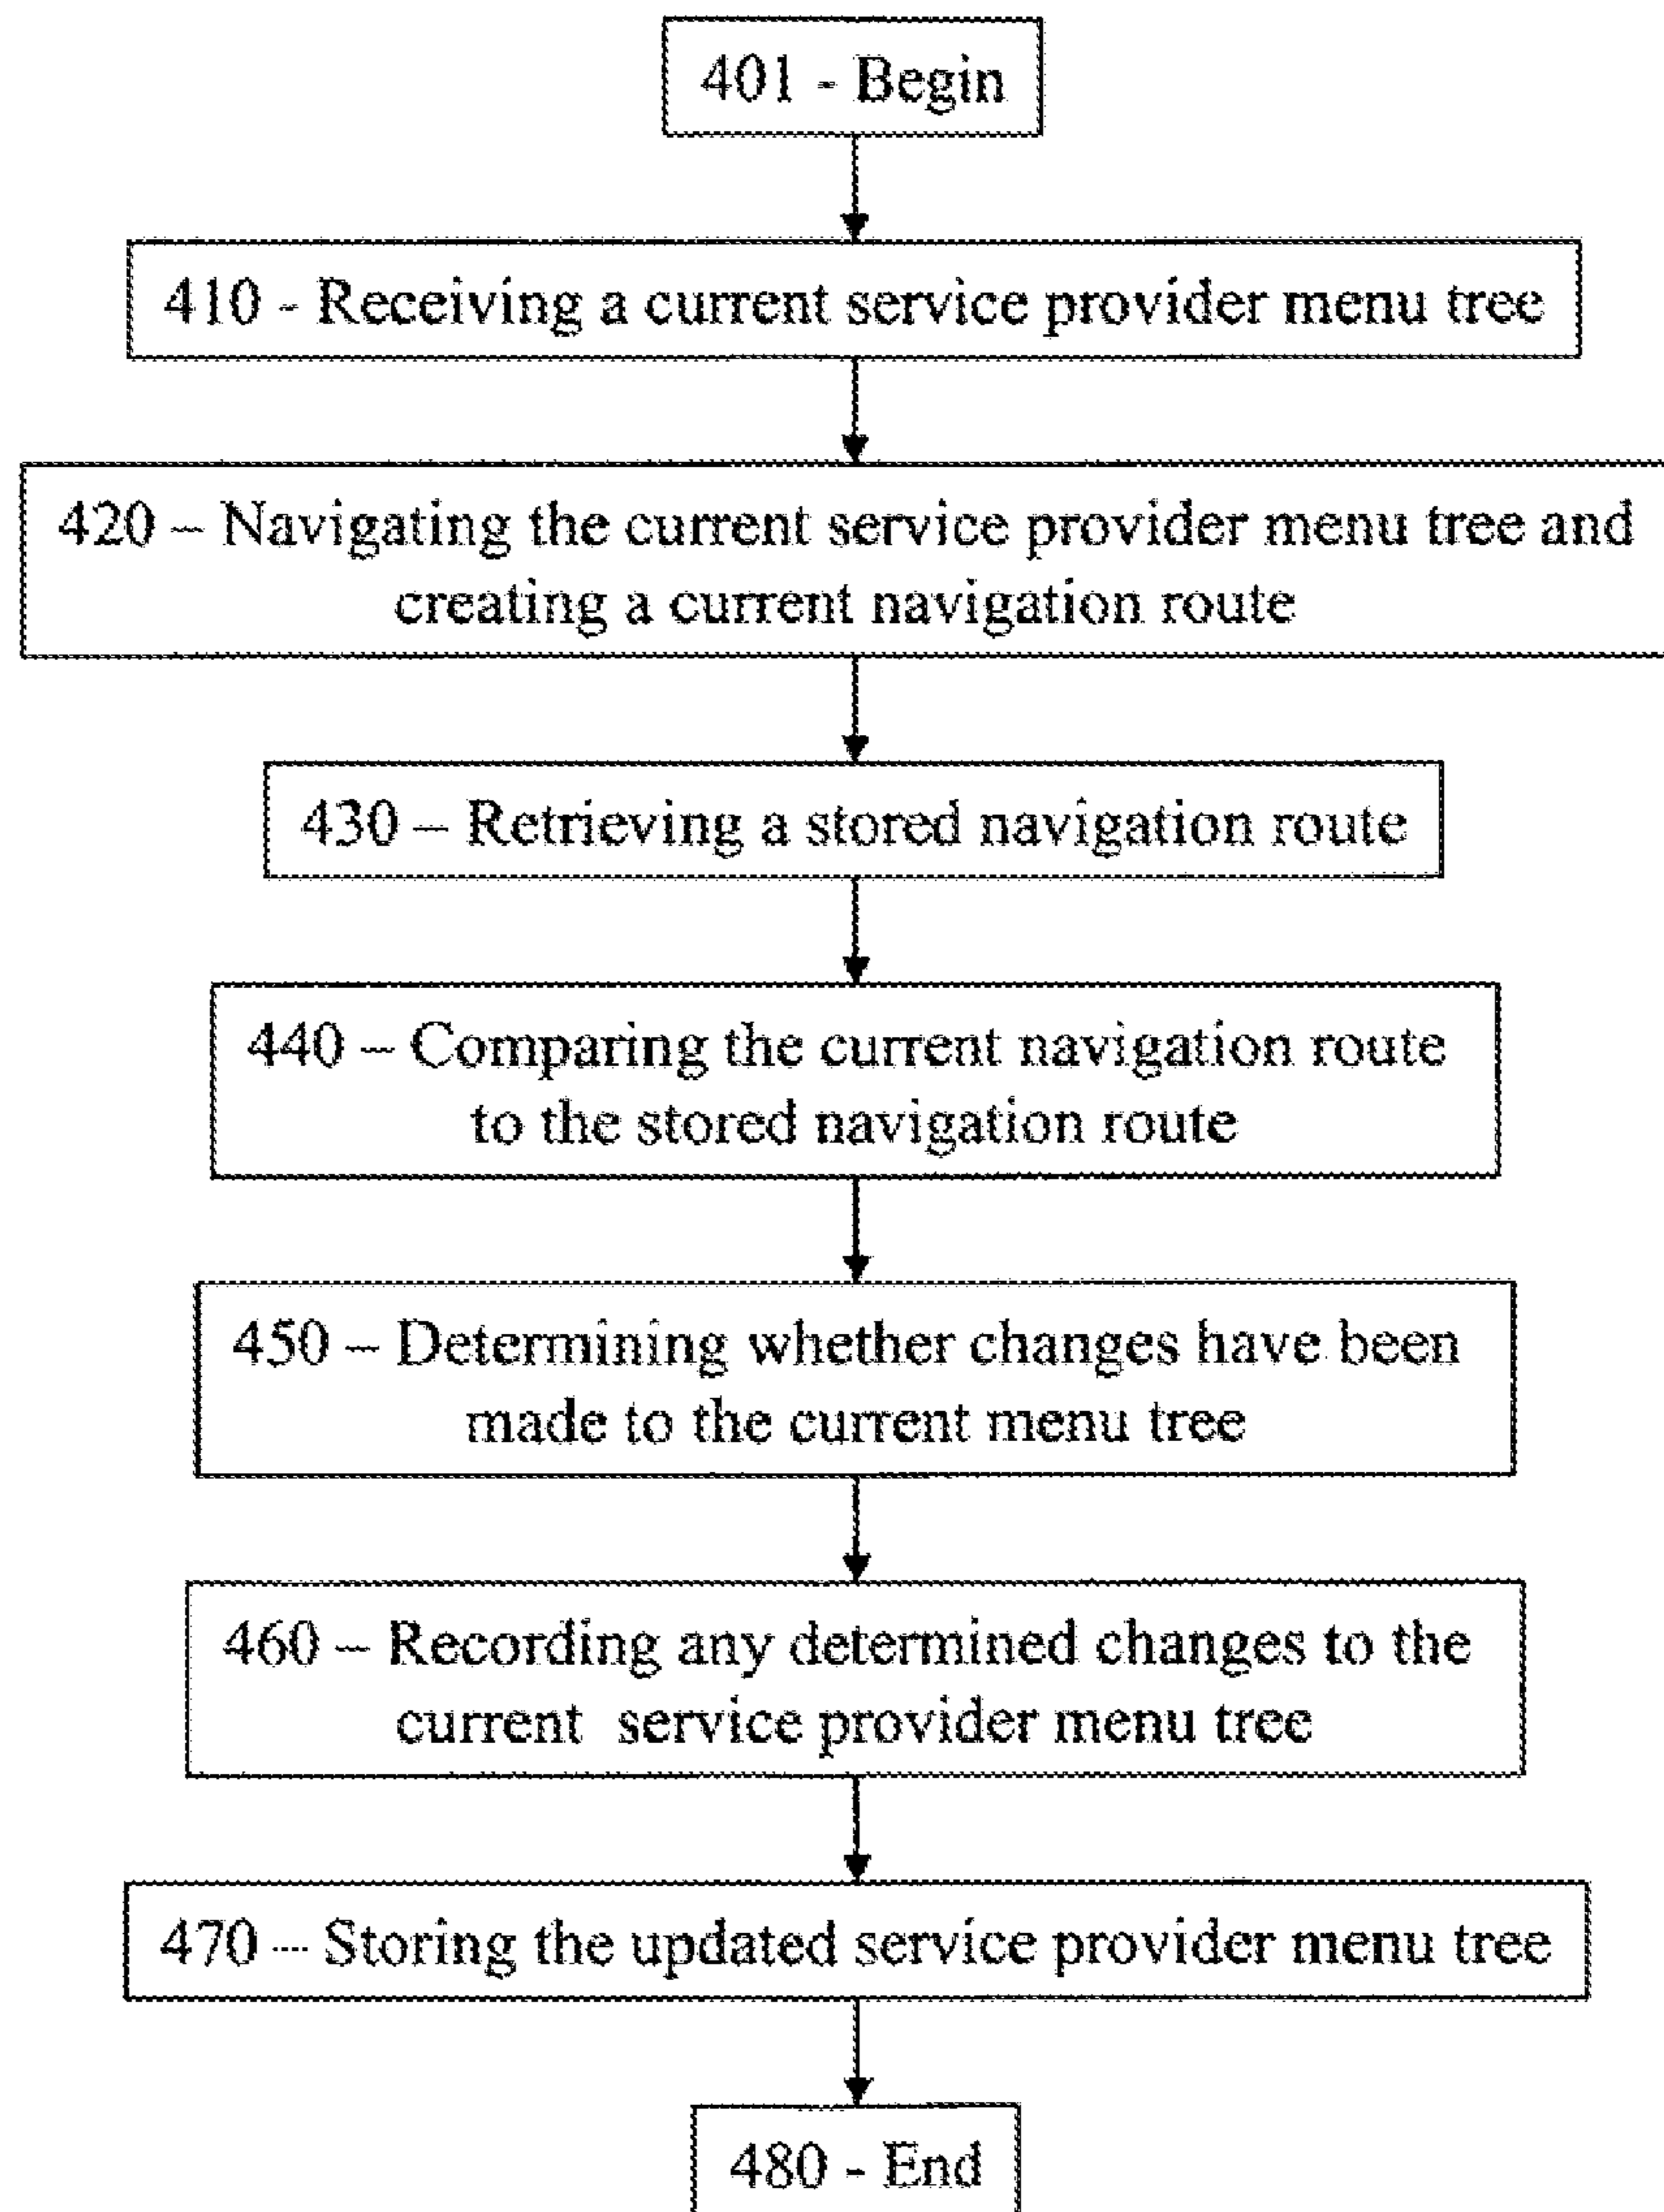 401 - Begin
410 - Receiving a current service provider menu tree
420 – Navigating the current service provider menu tree and
creating a current navigation route
430 – Retrieving a stored navigation route
440 – Comparing the current navigation route
to the stored navigation route
450 – Determining whether changes have been
made to the current menu tree
460 – Recording any determined changes to the
current service provider menu tree
470 – Storing the updated service provider menu tree
480 - End